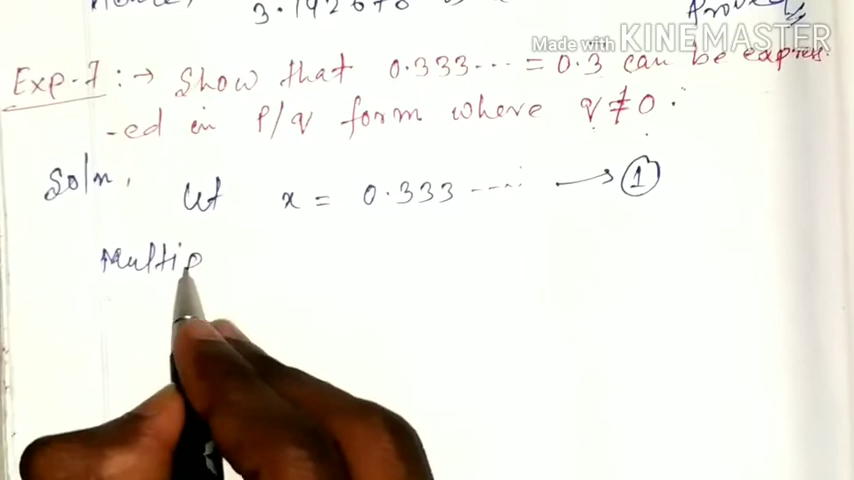 3.142678
Proved
Made with KINEMASTER
Exp-7 :→ Show that 0.333... = 0.3 can be express
-ed in P/q form where q ≠ 0.
Soln, Let x = 0.333 ..... → 1
Multip